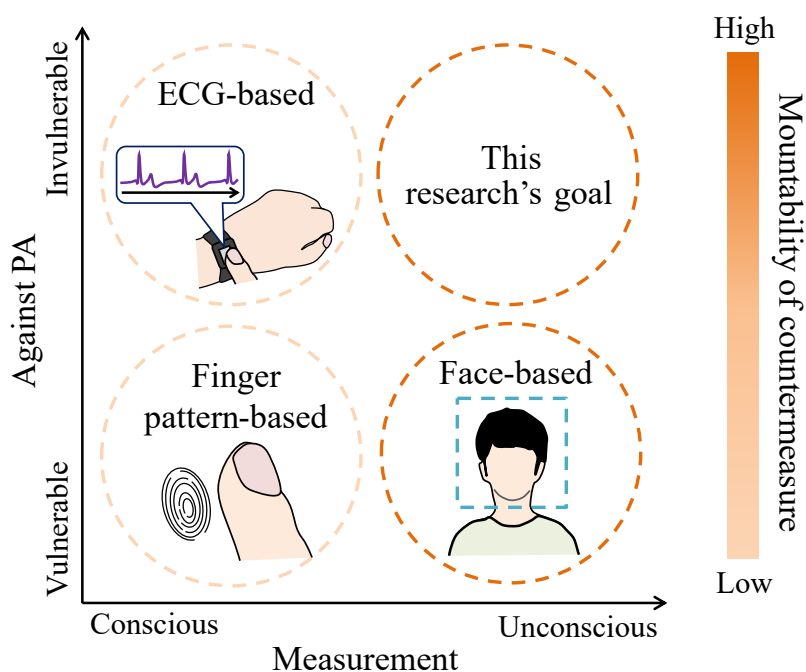 High
Invulnerable
ECG-based
This
research's goal
Mountability of countermeasure
Against PA
Finger
pattern-based
Face-based
Vulnerable
Low
Conscious
Unconscious
Measurement